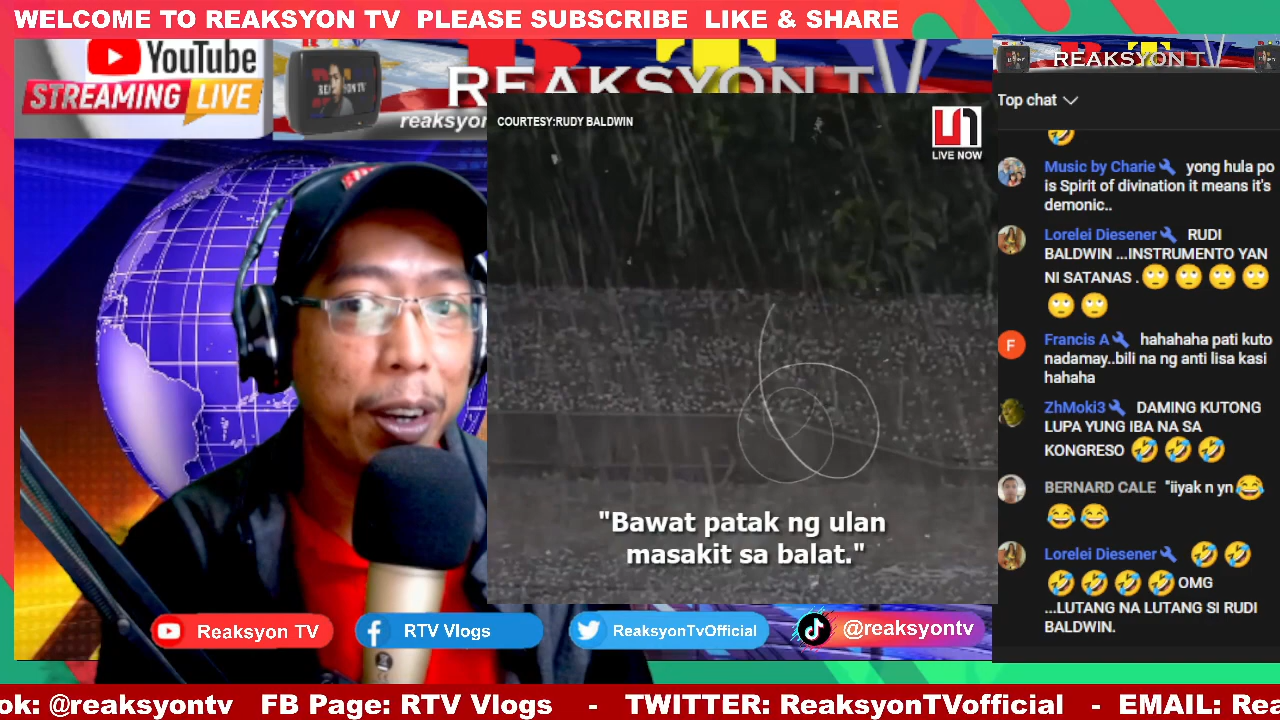 WELCOME TO REAKSYON TV PLEASE SUBSCRIBE LIKE & SHARE
YouTube
STREAMING LIVE
REAKSYON T
reaksyon
COURTESY:RUDY BALDWIN
LIVE NOW
"Bawat patak ng ulan
masakit sa balat."
REAKSYON TV
Top chat
Music by Charie yong hula po
is Spirit of divination it means it's
demonic..
Lorelei Diesener RUDI
BALDWIN ...INSTRUMENTO YAN
NI SATANAS .🙄🙄🙄🙄
🙄🙄
F
Francis A hahahaha pati kuto
nadamay..bili na ng anti lisa kasi
hahaha
ZhMoki3 DAMING KUTONG
LUPA YUNG IBA NA SA
KONGRESO 🤣🤣🤣
BERNARD CALE "iiyak n yn😂
😂😂
Lorelei Diesener 🤣🤣
🤣🤣🤣🤣OMG
...LUTANG NA LUTANG SI RUDI
BALDWIN.
Reaksyon TV
RTV Vlogs
ReaksyonTvOfficial
@reaksyontv
ok: @reaksyontv FB Page: RTV Vlogs - TWITTER: ReaksyonTVofficial - EMAIL: Rea